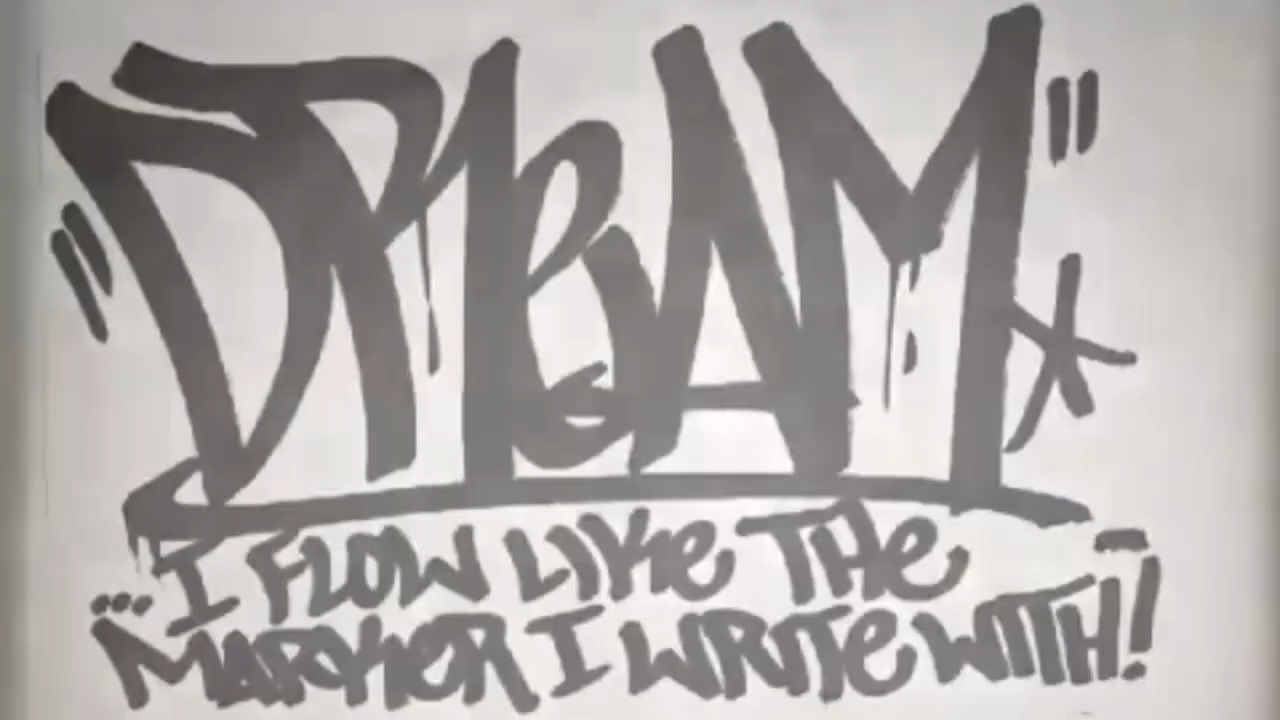 "DREAM"
...I FLOW LIKE THE
MARKER I WRITE WITH!